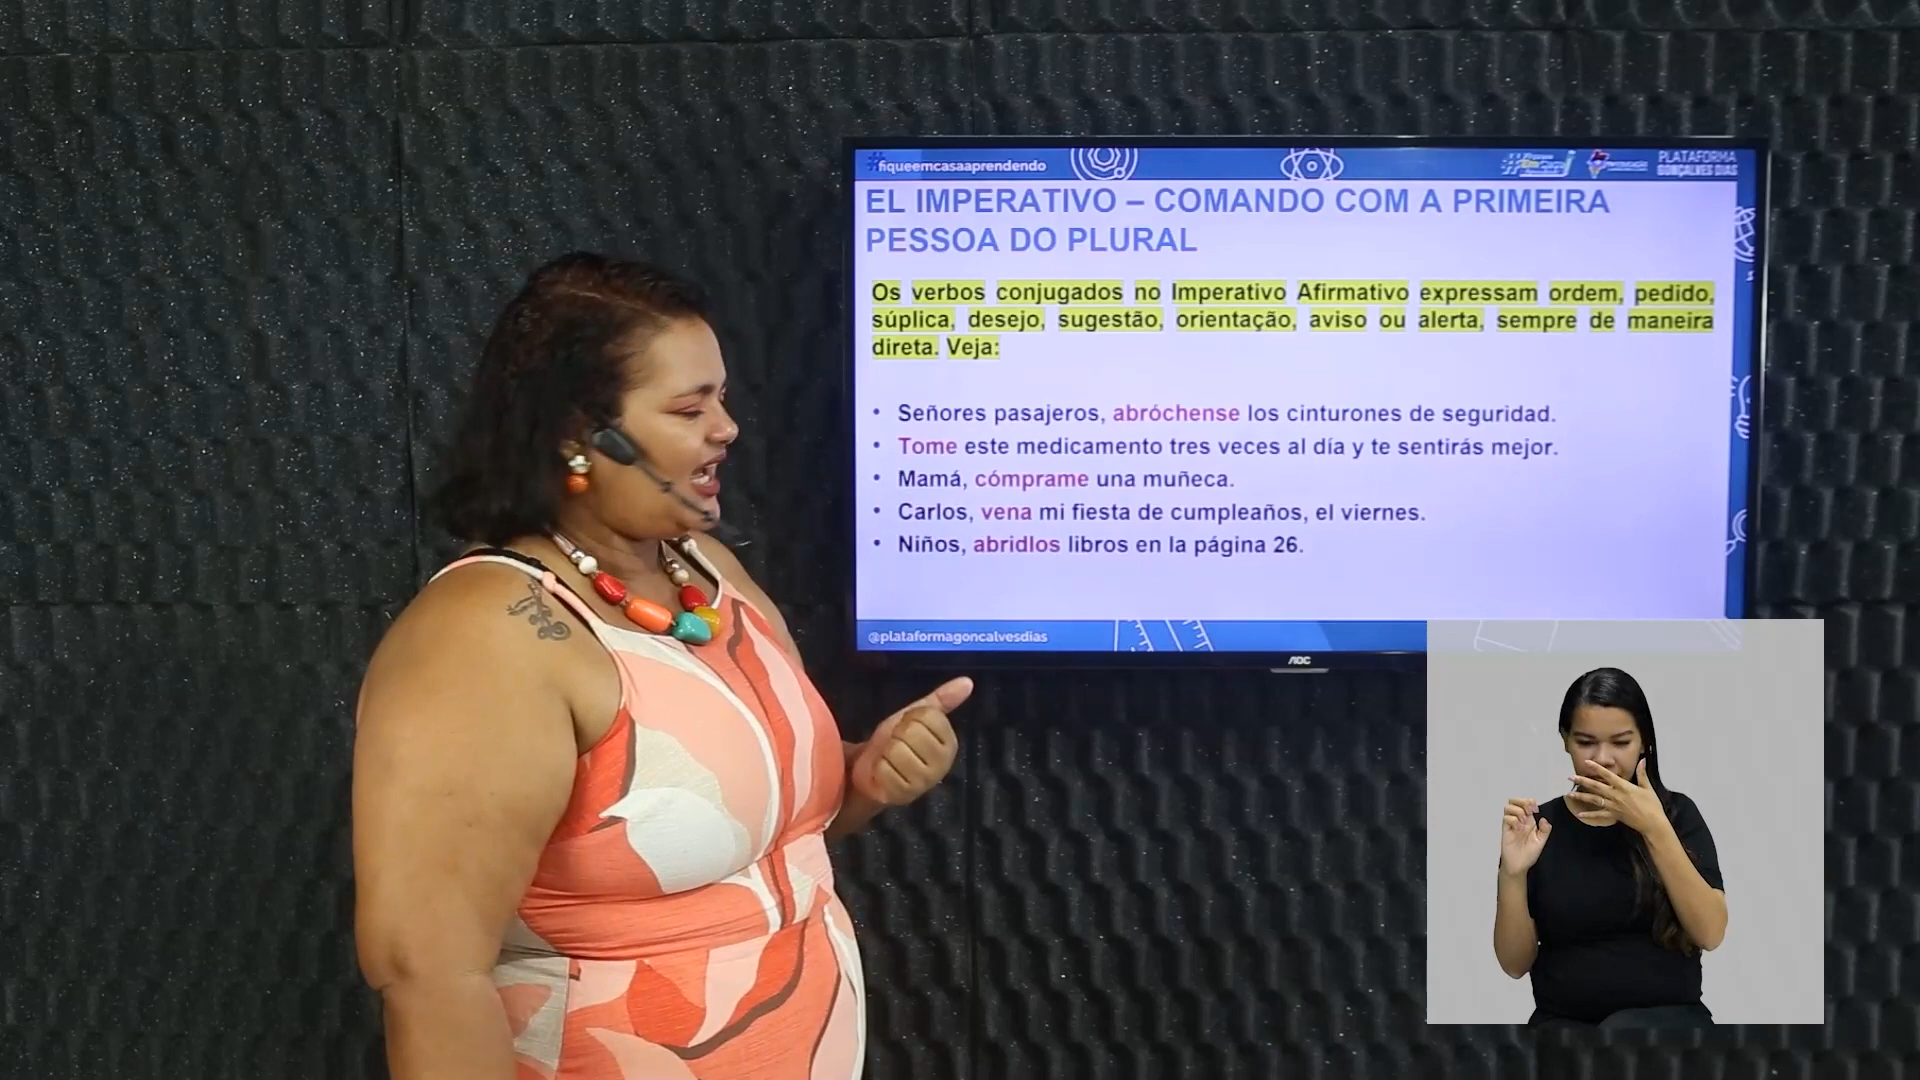 #fiqueemcasaaprendendo
PLATAFORMA
GONÇALVES DIAS
EL IMPERATIVO – COMANDO COM A PRIMEIRA
PESSOA DO PLURAL
Os verbos conjugados no Imperativo Afirmativo expressam ordem, pedido,
súplica, desejo, sugestão, orientação, aviso ou alerta, sempre de maneira
direta. Veja:
• Señores pasajeros, abróchense los cinturones de seguridad.
• Tome este medicamento tres veces al día y te sentirás mejor.
• Mamá, cómprame una muñeca.
• Carlos, vena mi fiesta de cumpleaños, el viernes.
• Niños, abridlos libros en la página 26.
@plataformagoncalvesdias
AOC